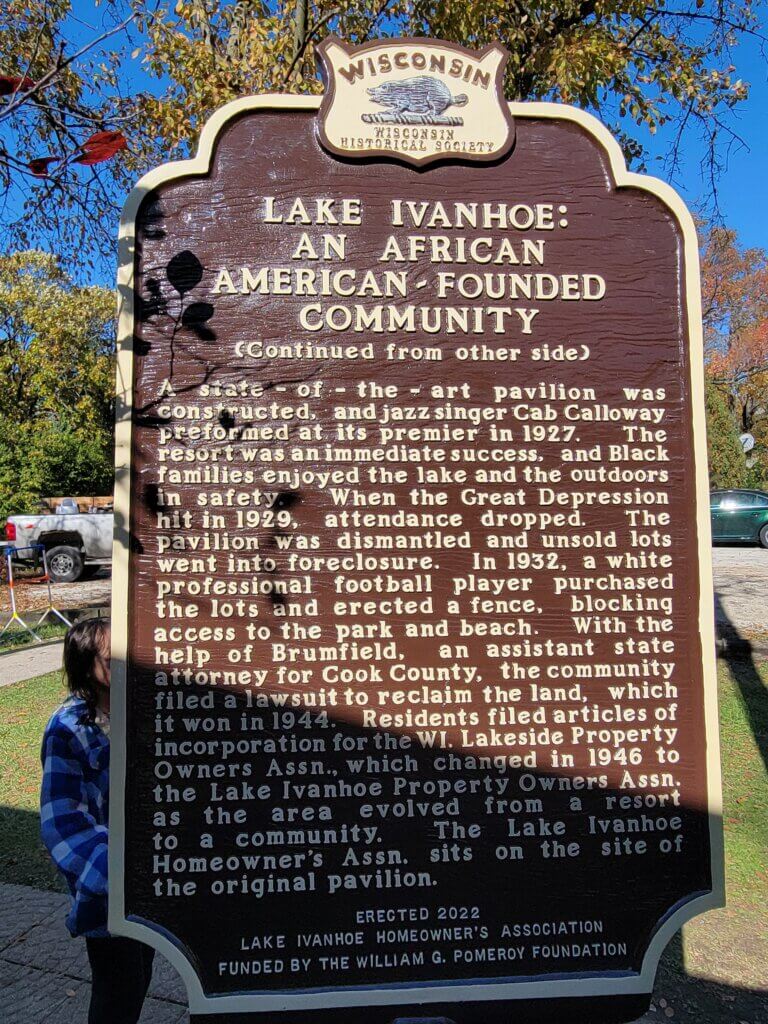 WISCONSIN
WISCONSIN
HISTORICAL SOCIETY
LAKE IVANHOE:
AN AFRICAN
AMERICAN-FOUNDED
COMMUNITY
(Continued from other side)
A state-of-the-art pavilion was
constructed, and jazz singer Cab Calloway
preformed at its premier in 1927. The
resort was an immediate success, and Black
families enjoyed the lake and the outdoors
in safety. When the Great Depression
hit in 1929, attendance dropped. The
pavilion was dismantled and unsold lots
went into foreclosure. In 1932, a white
professional football player purchased
the lots and erected a fence, blocking
access to the park and beach. With the
help of Brumfield, an assistant state
attorney for Cook County, the community
filed a lawsuit to reclaim the land, which
it won in 1944. Residents filed articles of
incorporation for the WI. Lakeside Property
Owners Assn., which changed in 1946 to
the Lake Ivanhoe Property Owners Assn.
as the area evolved from a resort
to a community. The Lake Ivanhoe
Homeowner's Assn. sits on the site of
the original pavilion.
ERECTED 2022
LAKE IVANHOE HOMEOWNER'S ASSOCIATION
FUNDED BY THE WILLIAM G. POMEROY FOUNDATION